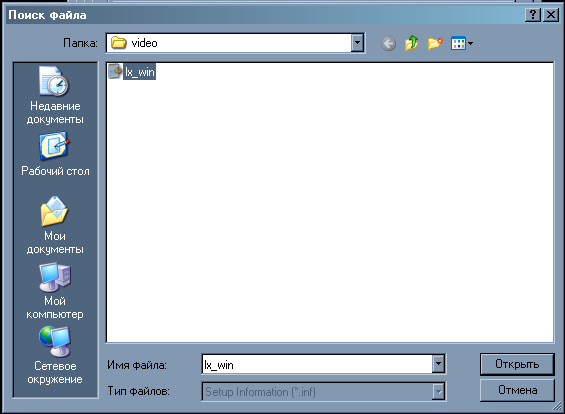 Поиск файла
Папка:
video
lx_win
Недавние
документы
Рабочий стол
Мои
документы
Мой
компьютер
Сетевое
окружение
Имя файла:
lx_win
Открыть
Тип файлов:
Setup Information (*.inf)
Отмена